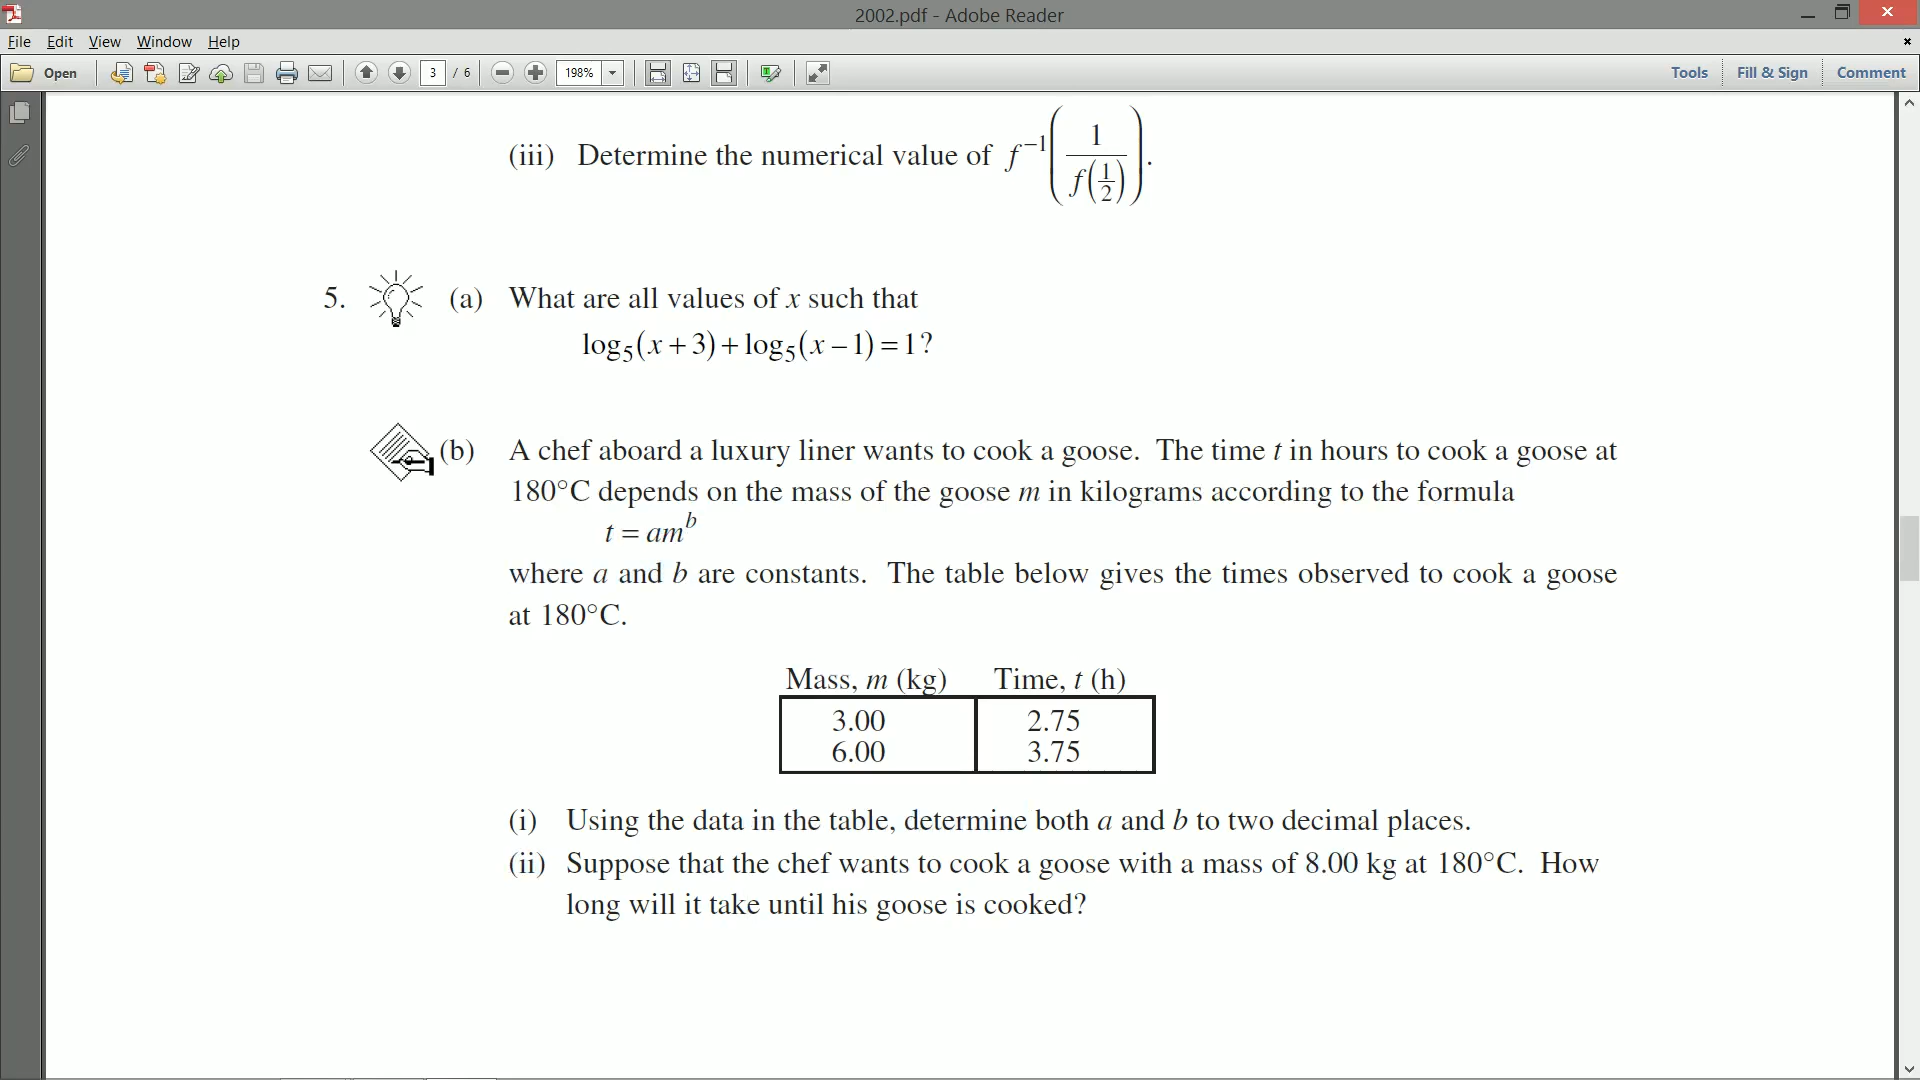 2002.pdf - Adobe Reader
File Edit View Window Help
Open 3 / 6 198% Tools Fill & Sign Comment
(iii) Determine the numerical value of f⁻¹(1/f(1/2)).
5. (a) What are all values of x such that
log₅(x+3)+log₅(x−1)=1?
(b) A chef aboard a luxury liner wants to cook a goose. The time t in hours to cook a goose at
180°C depends on the mass of the goose m in kilograms according to the formula
t = amᵇ
where a and b are constants. The table below gives the times observed to cook a goose
at 180°C.
Mass, m (kg) Time, t (h)
3.00 2.75
6.00 3.75
(i) Using the data in the table, determine both a and b to two decimal places.
(ii) Suppose that the chef wants to cook a goose with a mass of 8.00 kg at 180°C. How
long will it take until his goose is cooked?